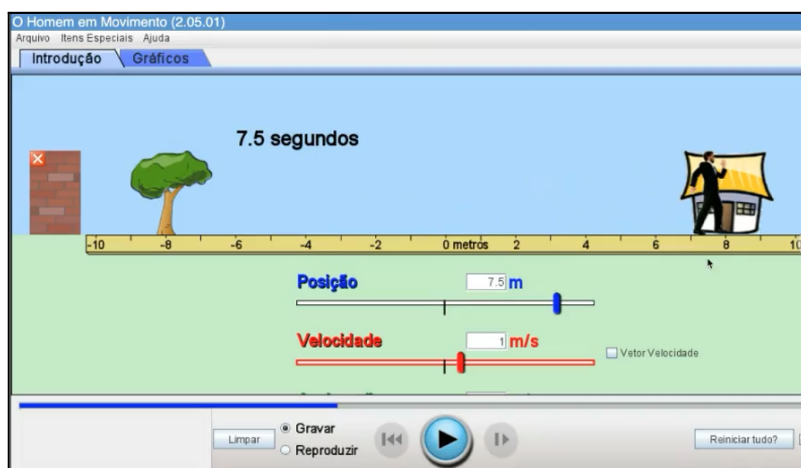 O Homem em Movimento (2.05.01)
Arquivo Itens Especiais Ajuda
Introdução Gráficos
7.5 segundos
-10 -8 -6 -4 -2 0 metros 2 4 6 8 10
Posição 7.5 m
Velocidade 1 m/s
Vetor Velocidade
Limpar
Gravar
Reproduzir
Reiniciar tudo?